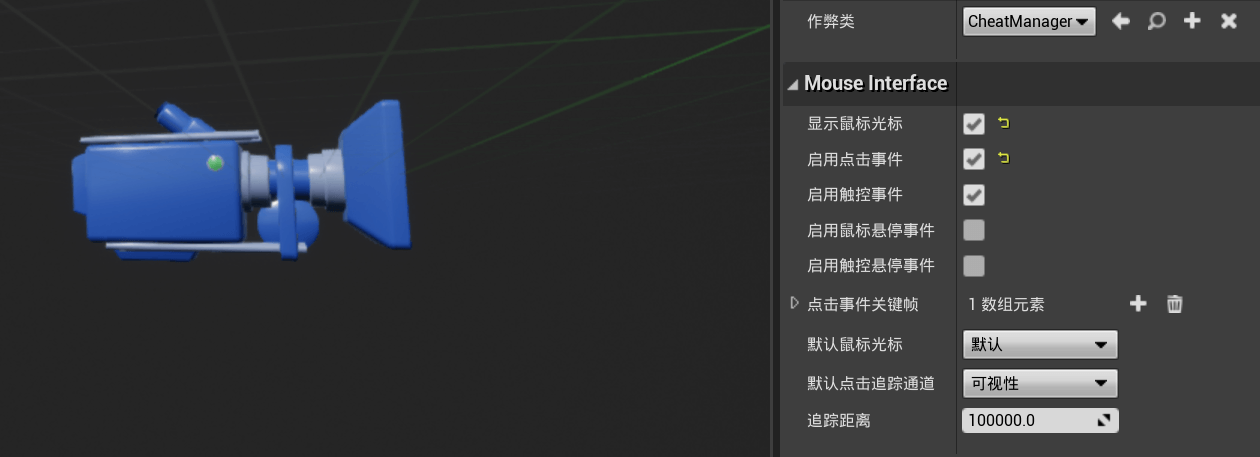 作弊类 CheatManager
Mouse Interface
显示鼠标光标
启用点击事件
启用触控事件
启用鼠标悬停事件
启用触控悬停事件
点击事件关键帧 1 数组元素
默认鼠标光标 默认
默认点击追踪通道 可视性
追踪距离 100000.0